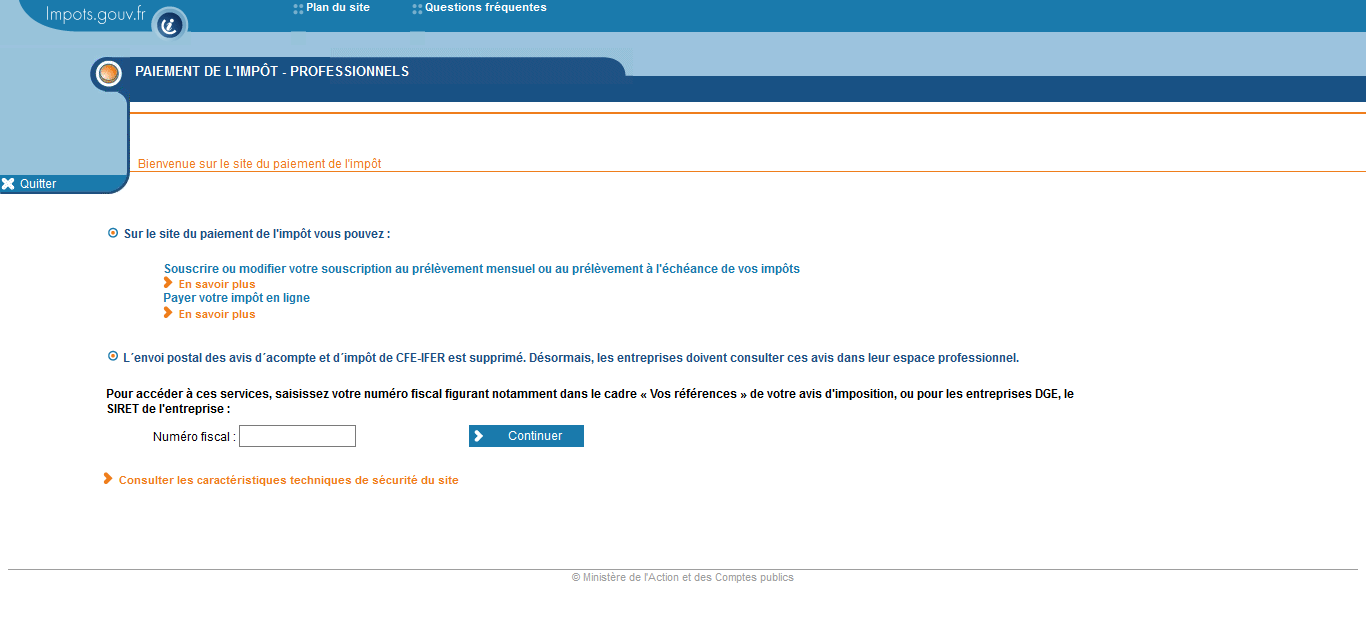 Impots.gouv.fr
Plan du site
Questions fréquentes
PAIEMENT DE L'IMPÔT - PROFESSIONNELS
Bienvenue sur le site du paiement de l'impôt
Quitter
Sur le site du paiement de l'impôt vous pouvez :
Souscrire ou modifier votre souscription au prélèvement mensuel ou au prélèvement à l'échéance de vos impôts
En savoir plus
Payer votre impôt en ligne
En savoir plus
L´envoi postal des avis d´acompte et d´impôt de CFE-IFER est supprimé. Désormais, les entreprises doivent consulter ces avis dans leur espace professionnel.
Pour accéder à ces services, saisissez votre numéro fiscal figurant notamment dans le cadre « Vos références » de votre avis d'imposition, ou pour les entreprises DGE, le
SIRET de l'entreprise :
Numéro fiscal :
Continuer
Consulter les caractéristiques techniques de sécurité du site
© Ministère de l'Action et des Comptes publics